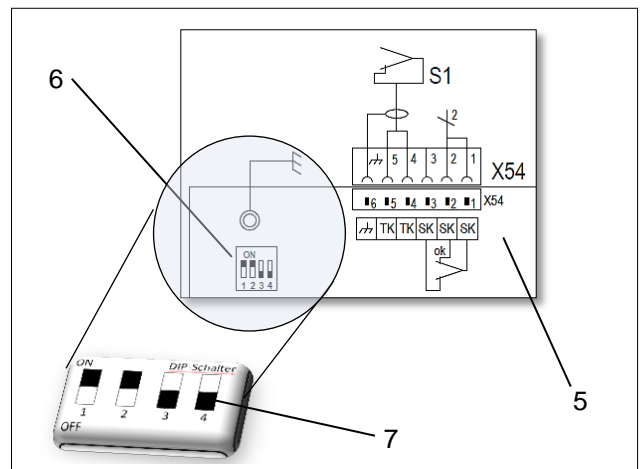 6
S1
2
5 4 3 2 1
X54
6 5 4 3 2 1 X54
TK TK SK SK SK
ok
ON
1 2 3 4
5
ON DIP Schalter
1 2 3 4
OFF
7